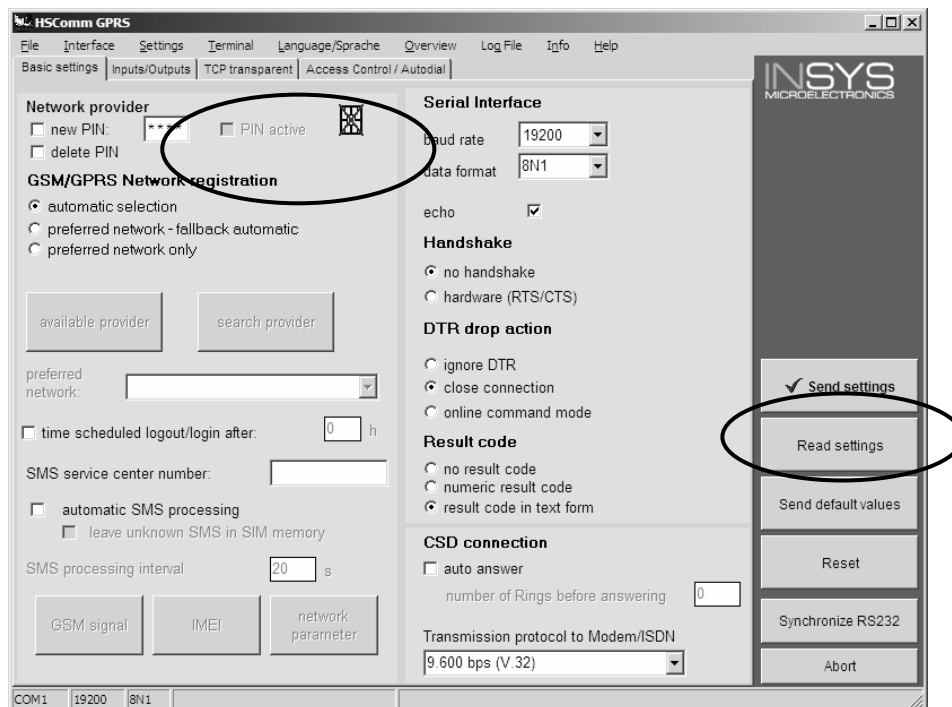 HSComm GPRS
File Interface Settings Terminal Language/Sprache Overview Log File Info Help
Basic settings Inputs/Outputs TCP transparent Access Control / Autodial
INSYS
MICROELECTRONICS
Network provider
new PIN: **** PIN active
delete PIN
GSM/GPRS Network registration
automatic selection
preferred network - fallback automatic
preferred network only
available provider search provider
preferred
network:
time scheduled logout/login after: 0 h
SMS service center number:
automatic SMS processing
leave unknown SMS in SIM memory
SMS processing interval 20 s
GSM signal IMEI network
parameter
Serial Interface
baud rate 19200
data format 8N1
echo
Handshake
no handshake
hardware (RTS/CTS)
DTR drop action
ignore DTR
close connection
online command mode
Result code
no result code
numeric result code
result code in text form
CSD connection
auto answer
number of Rings before answering 0
Transmission protocol to Modem/ISDN
9.600 bps (V.32)
Send settings
Read settings
Send default values
Reset
Synchronize RS232
Abort
COM1 19200 8N1